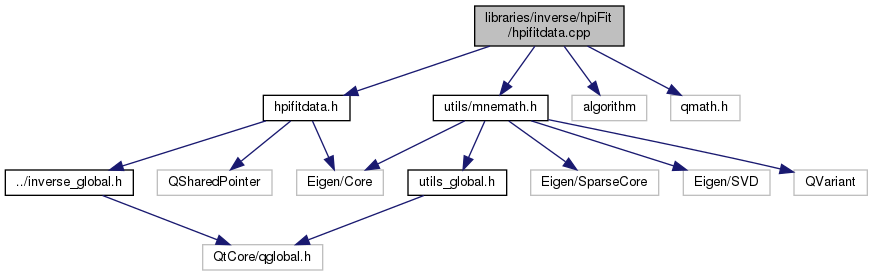 libraries/inverse/hpiFit
/hpifitdata.cpp
hpifitdata.h
utils/mnemath.h
algorithm
qmath.h
../inverse_global.h
QSharedPointer
Eigen/Core
utils_global.h
Eigen/SparseCore
Eigen/SVD
QVariant
QtCore/qglobal.h